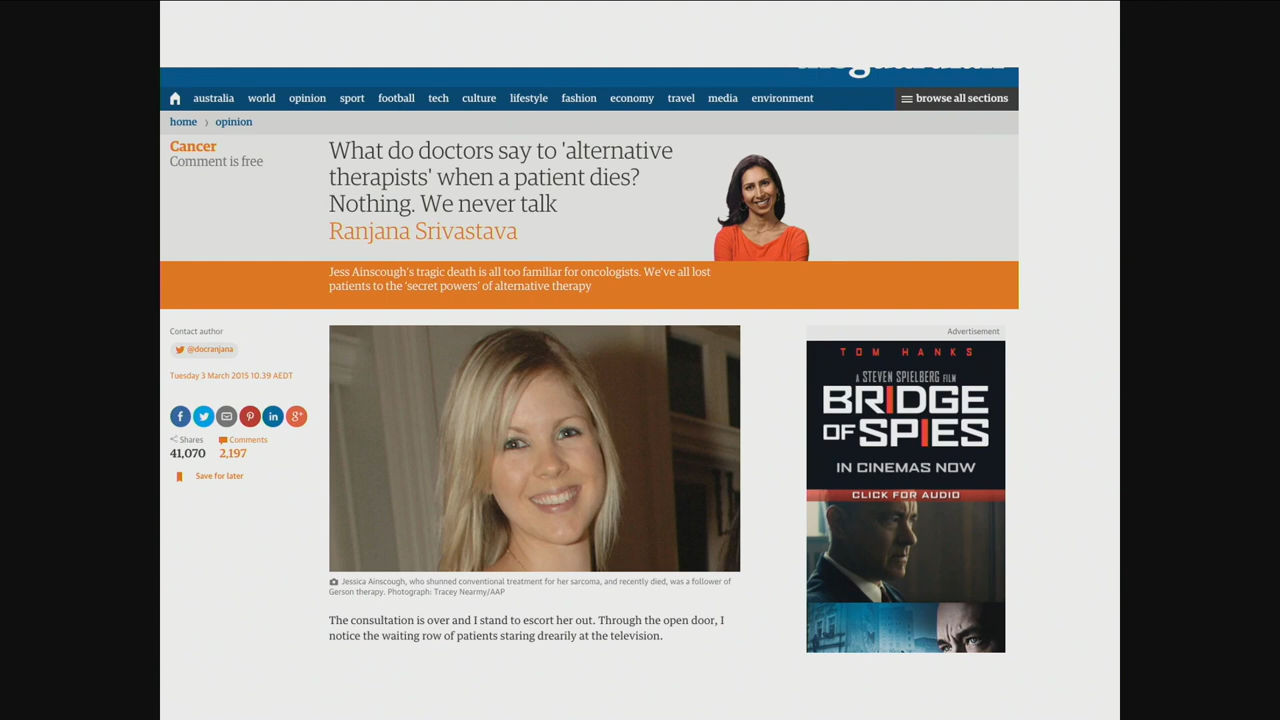 australia world opinion sport football tech culture lifestyle fashion economy travel media environment browse all sections
home › opinion
Cancer
Comment is free
What do doctors say to 'alternative
therapists' when a patient dies?
Nothing. We never talk
Ranjana Srivastava
Jess Ainscough's tragic death is all too familiar for oncologists. We've all lost
patients to the 'secret powers' of alternative therapy
Contact author
@docranjana
Tuesday 3 March 2015 10.39 AEDT
Shares Comments
41,070 2,197
Save for later
Jessica Ainscough, who shunned conventional treatment for her sarcoma, and recently died, was a follower of
Gerson therapy. Photograph: Tracey Nearmy/AAP
The consultation is over and I stand to escort her out. Through the open door, I
notice the waiting row of patients staring drearily at the television.
Advertisement
TOM HANKS
A STEVEN SPIELBERG FILM
BRIDGE
OF SPIES
IN CINEMAS NOW
CLICK FOR AUDIO